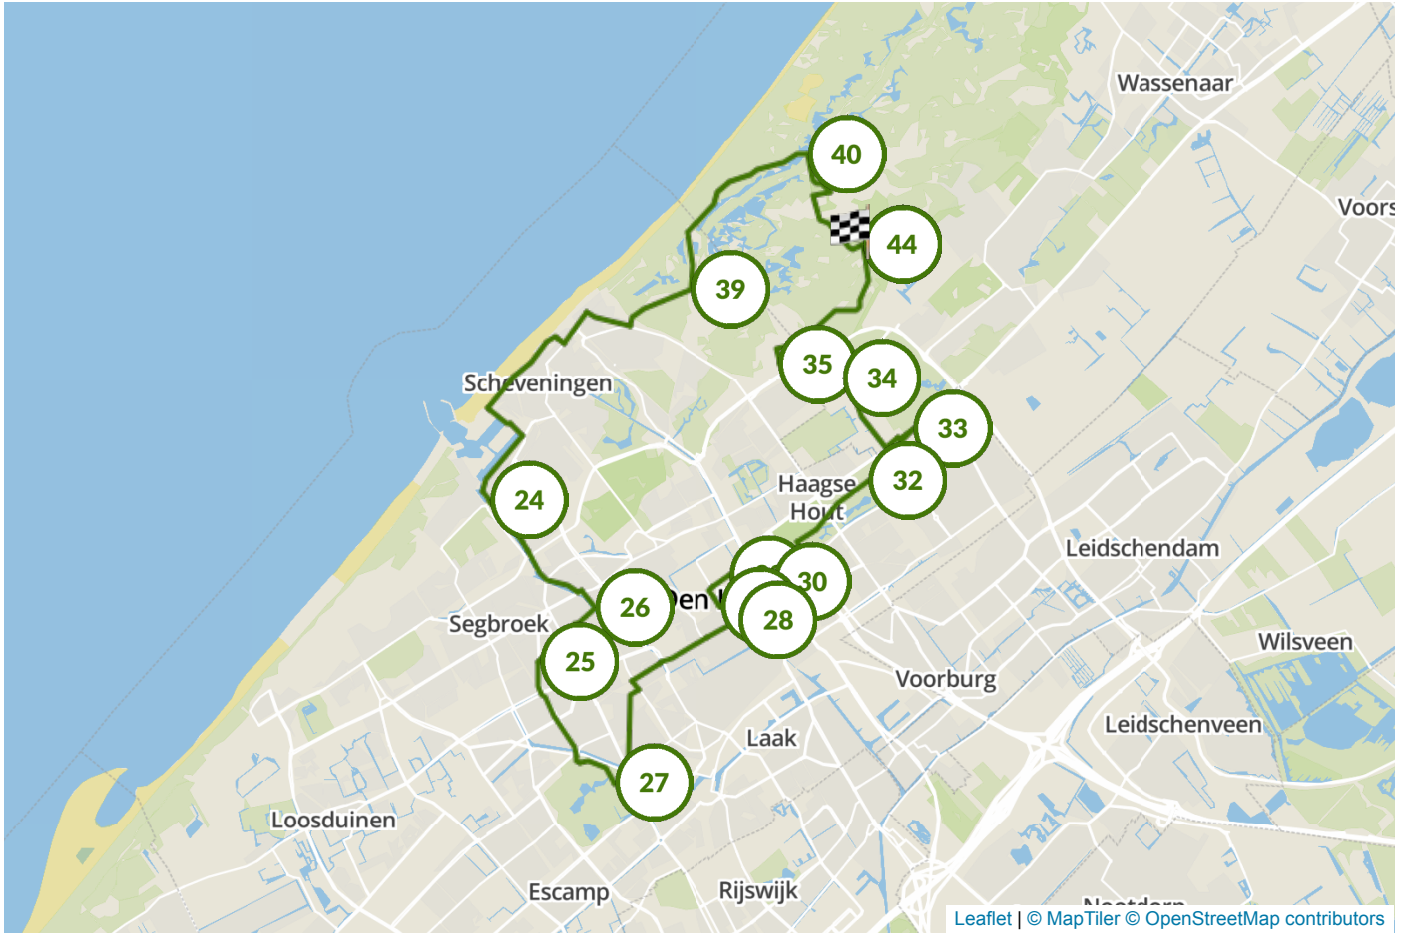 Wassenaar
40
Voors
44
39
35
34
Scheveningen
33
Haagse
Hout
32
24
Leidschendam
30
26
Den
28
Segbroek
Wilsveen
25
Voorburg
Leidschenveen
Laak
27
Loosduinen
Escamp
Rijswijk
Leaflet | © MapTiler © OpenStreetMap contributors